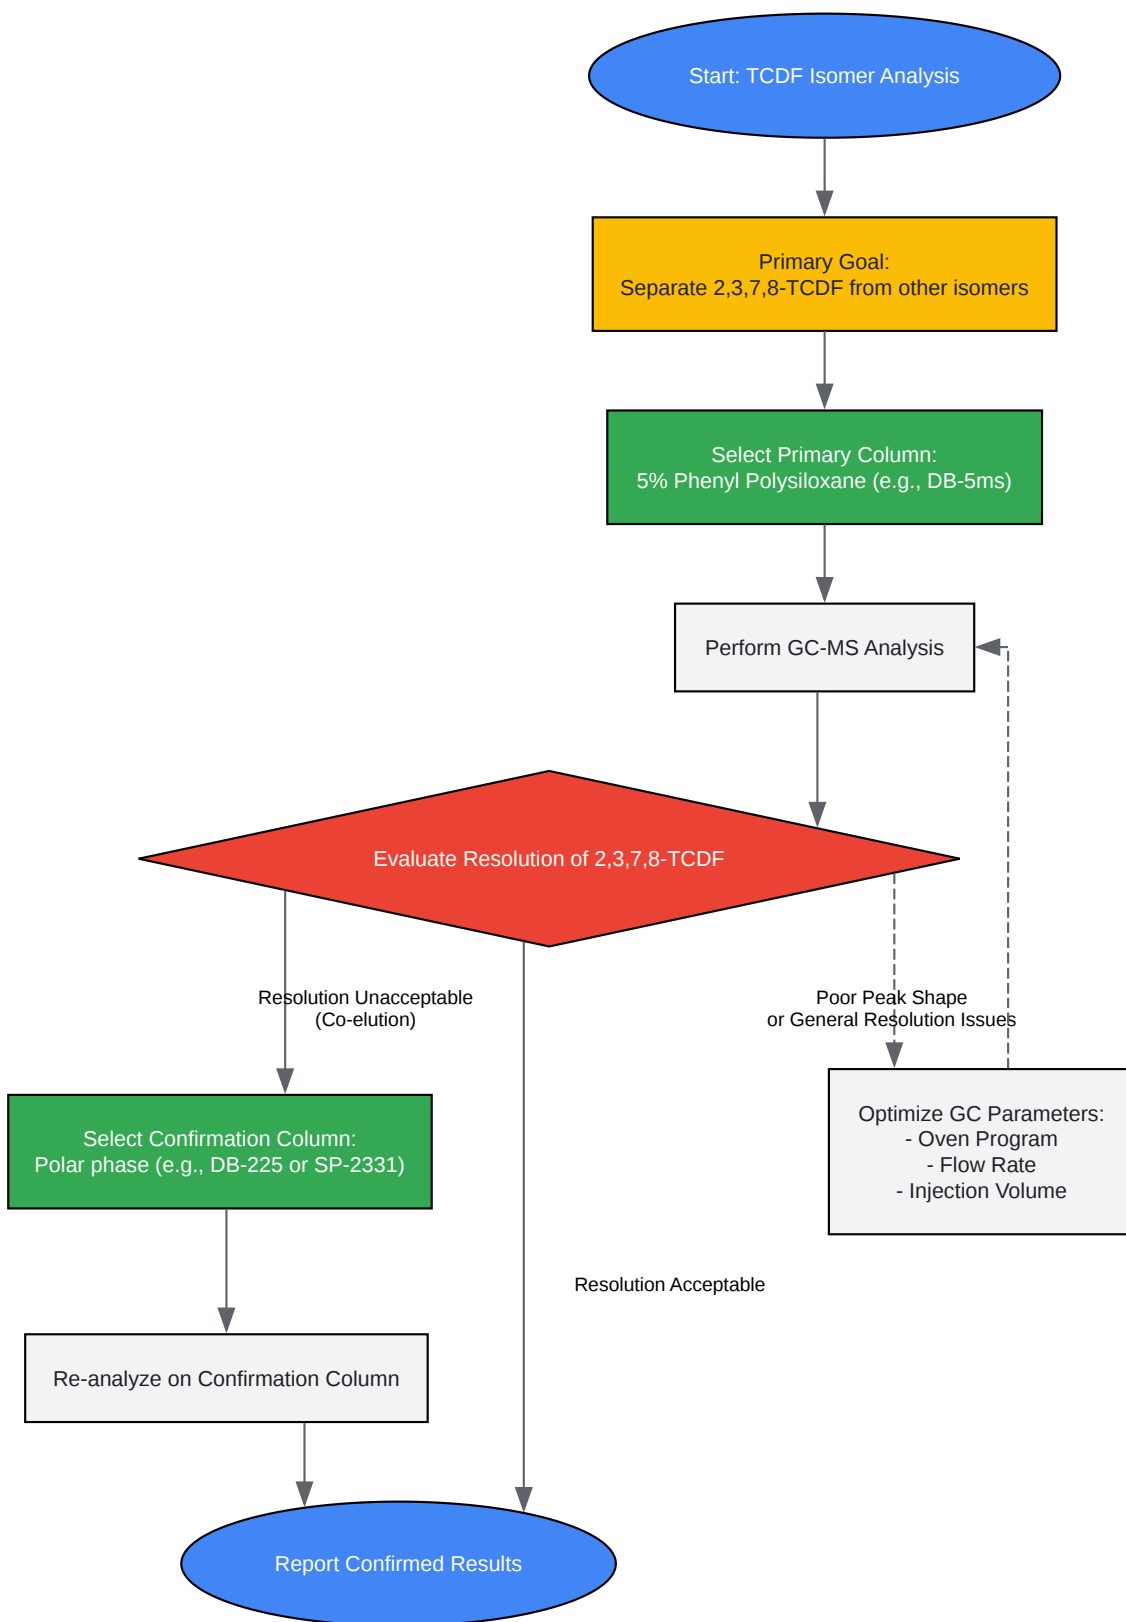 Start: TCDF Isomer Analysis
Primary Goal:
Separate 2,3,7,8-TCDF from other isomers
Select Primary Column:
5% Phenyl Polysiloxane (e.g., DB-5ms)
Perform GC-MS Analysis
Evaluate Resolution of 2,3,7,8-TCDF
Resolution Unacceptable
(Co-elution)
Poor Peak Shape
or General Resolution Issues
Select Confirmation Column:
Polar phase (e.g., DB-225 or SP-2331)
Optimize GC Parameters:
- Oven Program
- Flow Rate
- Injection Volume
Resolution Acceptable
Re-analyze on Confirmation Column
Report Confirmed Results